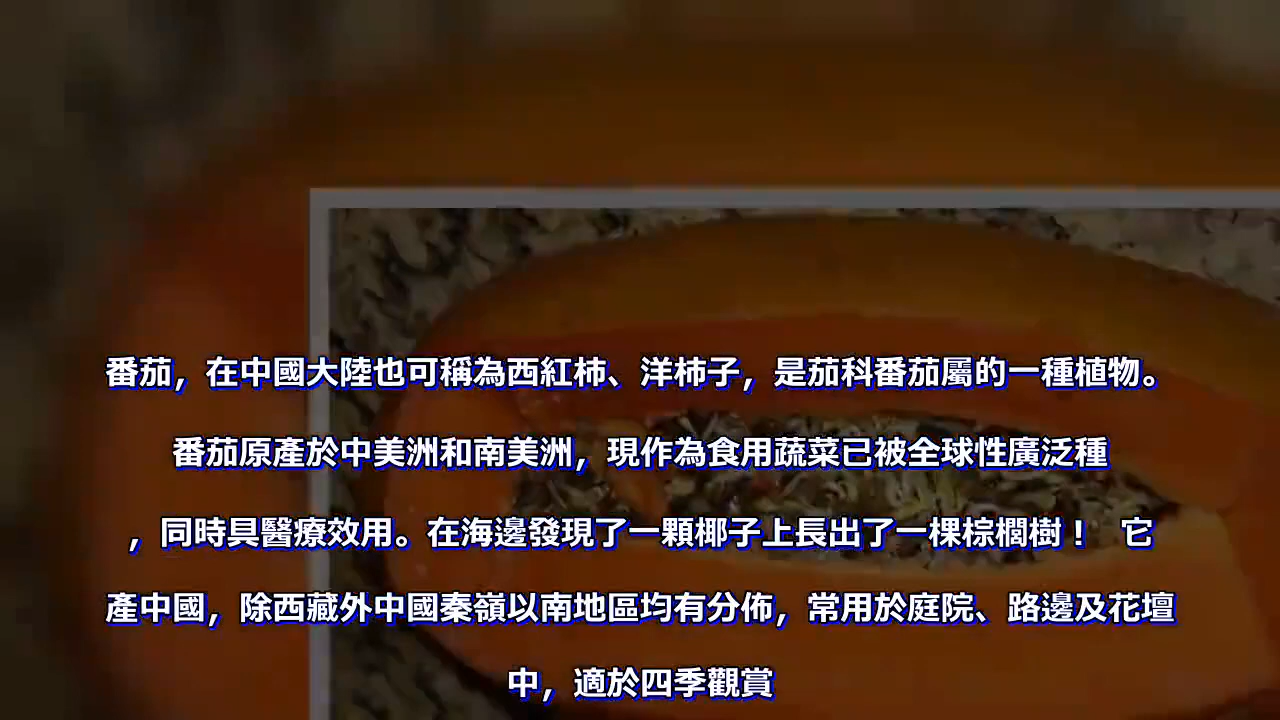 番茄，在中國大陸也可稱為西紅柿、洋柿子，是茄科番茄屬的一種植物。
番茄原產於中美洲和南美洲，現作為食用蔬菜已被全球性廣泛種
，同時具醫療效用。在海邊發現了一顆椰子上長出了一棵棕櫚樹！ 它
產中國，除西藏外中國秦嶺以南地區均有分佈，常用於庭院、路邊及花壇
中，適於四季觀賞